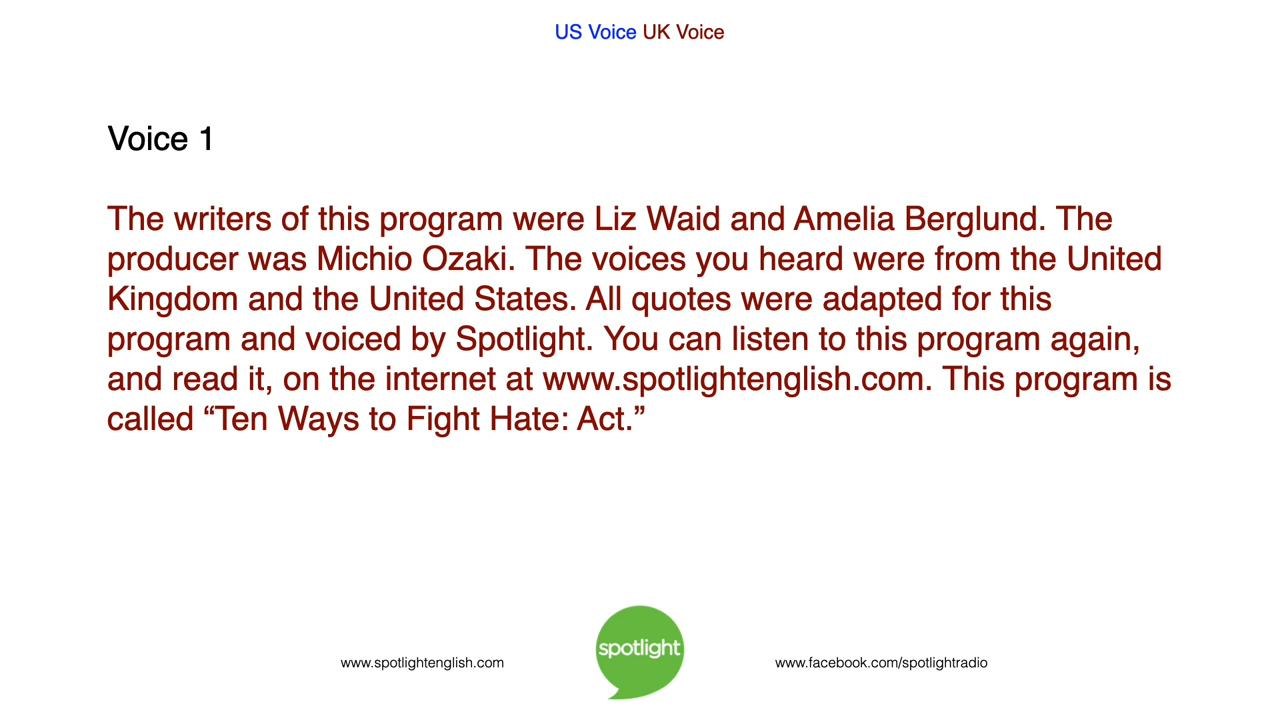 US Voice UK Voice
Voice 1
The writers of this program were Liz Waid and Amelia Berglund. The
producer was Michio Ozaki. The voices you heard were from the United
Kingdom and the United States. All quotes were adapted for this
program and voiced by Spotlight. You can listen to this program again,
and read it, on the internet at www.spotlightenglish.com. This program is
called “Ten Ways to Fight Hate: Act.”
spotlight
www.spotlightenglish.com
www.facebook.com/spotlightradio